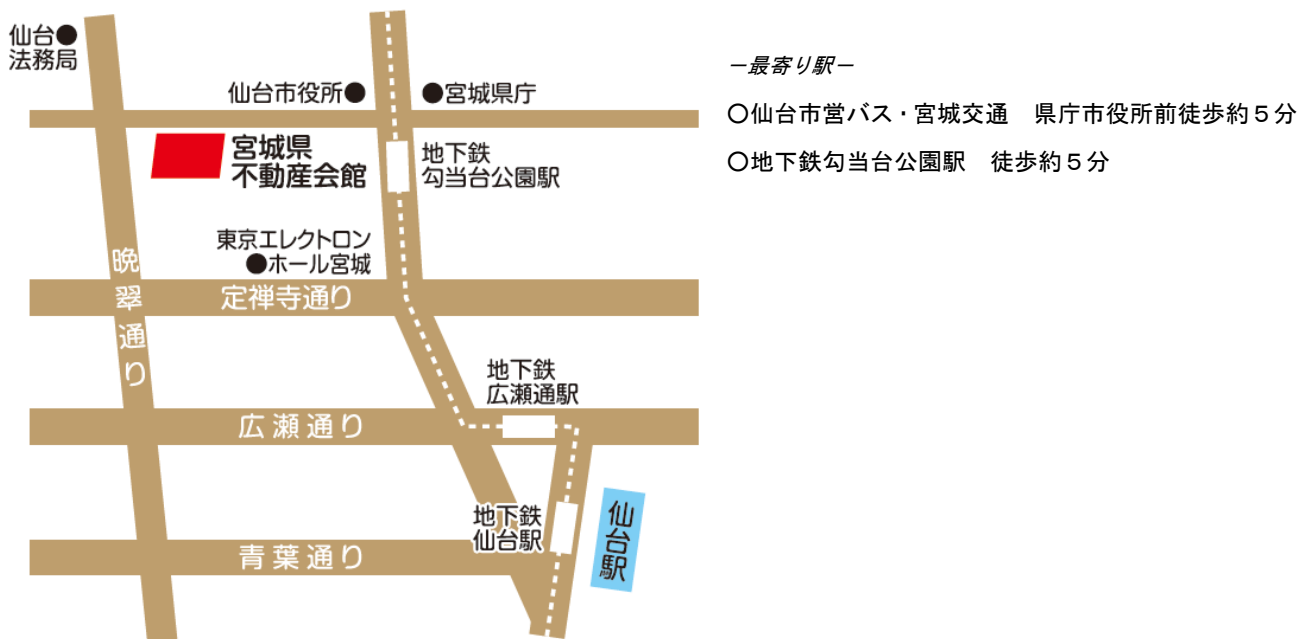 仙台●
法務局
仙台市役所●
●宮城県庁
宮城県
不動産会館
地下鉄
勾当台公園駅
東京エレクトロン
●ホール宮城
晩翠通り
定禅寺通り
地下鉄
広瀬通駅
広瀬通り
地下鉄
仙台駅
仙台駅
青葉通り
−最寄り駅−
○仙台市営バス・宮城交通　県庁市役所前徒歩約５分
○地下鉄勾当台公園駅　徒歩約５分